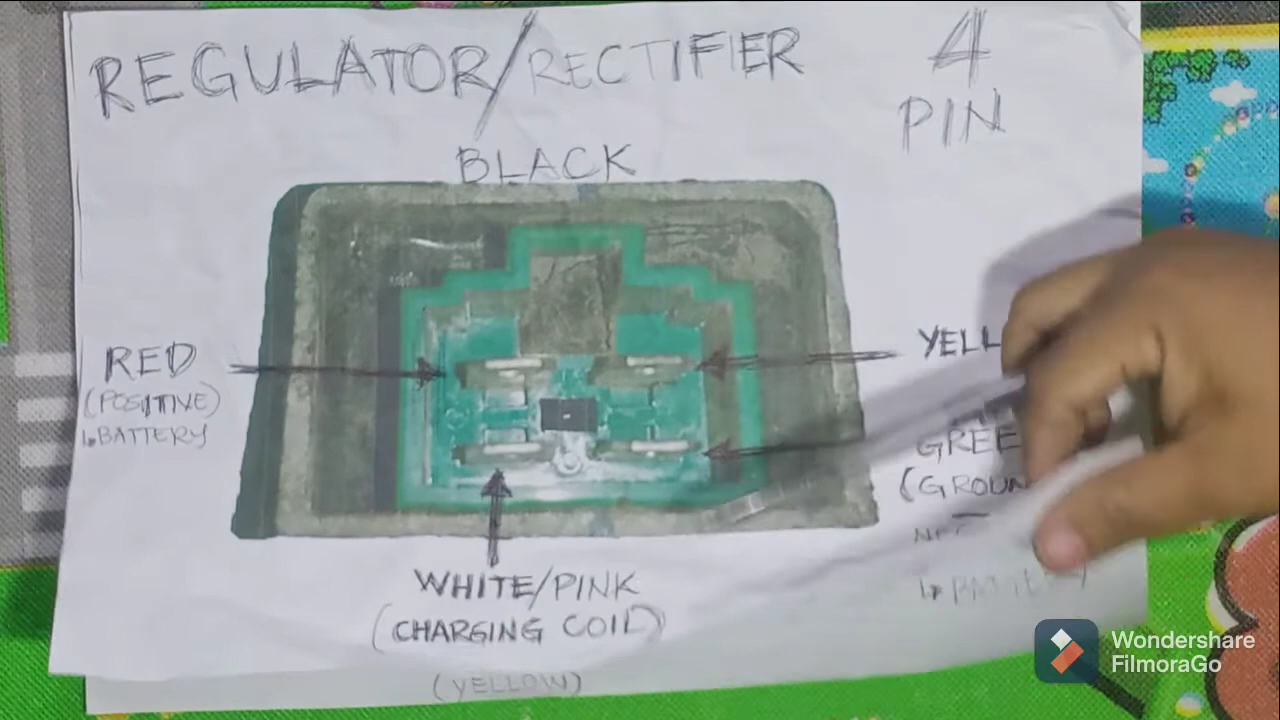 REGULATOR/RECTIFIER
4
PIN
BLACK
RED
(POSITIVE)
↳BATTERY
YELL
GREE
(GROUN
WHITE/PINK
(CHARGING COIL)
(YELLOW)
Wondershare
FilmoraGo